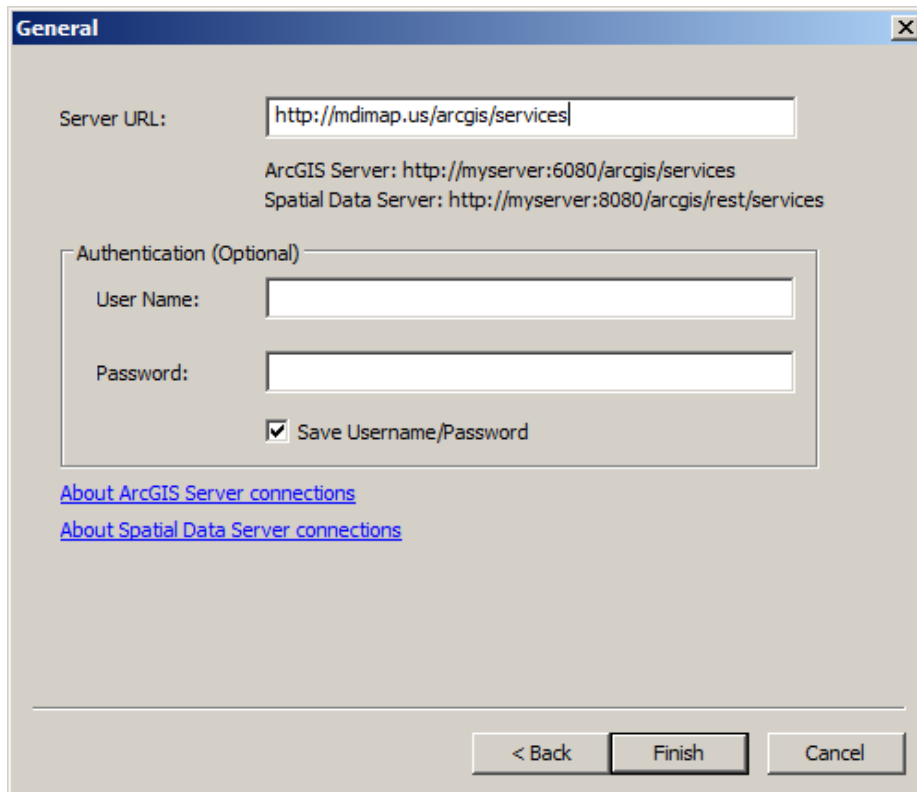 General
Server URL: http://mdimap.us/arcgis/services
ArcGIS Server: http://myserver:6080/arcgis/services
Spatial Data Server: http://myserver:8080/arcgis/rest/services
Authentication (Optional)
User Name:
Password:
Save Username/Password
About ArcGIS Server connections
About Spatial Data Server connections
< Back Finish Cancel